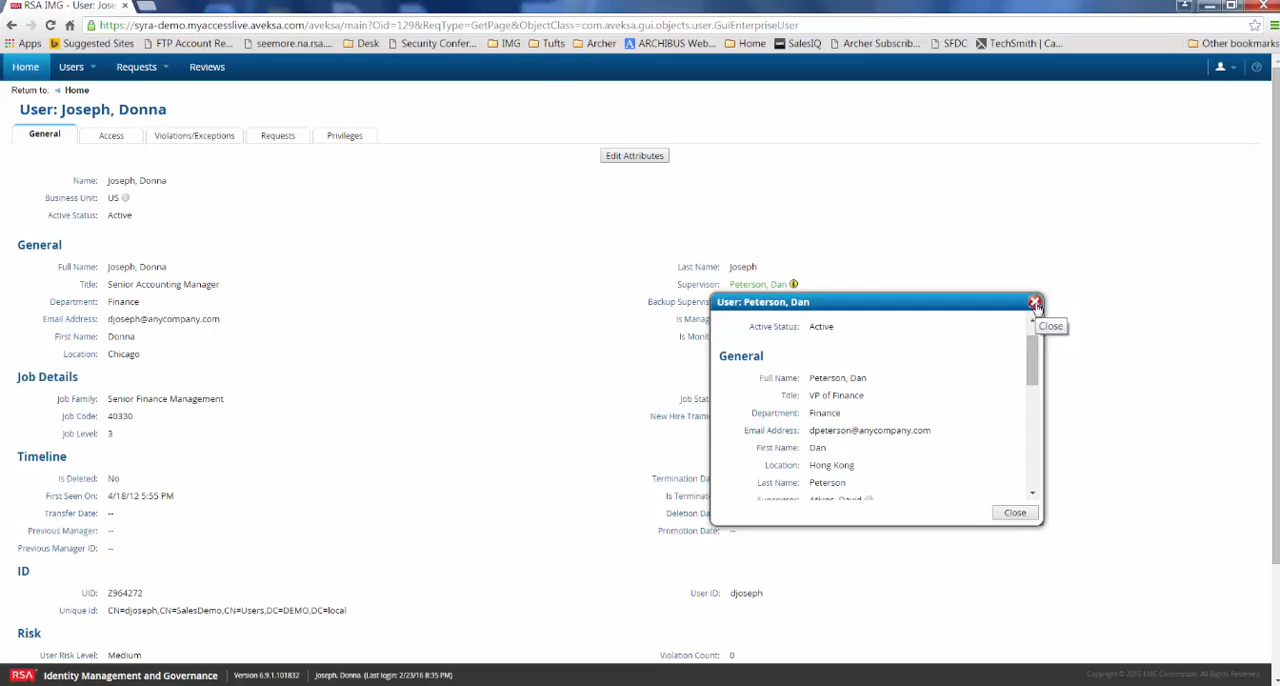 RSA IMG - User: Jose ×
https://syra-demo.myaccesslive.aveksa.com/aveksa/main?Oid=129&ReqType=GetPage&ObjectClass=com.aveksa.gui.objects.user.GuiEnterpriseUser
Apps Suggested Sites FTP Account Re... seemore.na.rsa.... Desk Security Confer... IMG Tufts Archer ARCHIBUS Web... Home SalesIQ Archer Subscrib... SFDC TechSmith | Ca... Other bookmarks
Home Users Requests Reviews
Return to: Home
User: Joseph, Donna
General Access Violations/Exceptions Requests Privileges
Edit Attributes
Name: Joseph, Donna
Business Unit: US
Active Status: Active
General
Full Name: Joseph, Donna Last Name: Joseph
Title: Senior Accounting Manager Supervisor: Peterson, Dan
Department: Finance Backup Supervis
Email Address: djoseph@anycompany.com Is Manag
First Name: Donna Is Monit
Location: Chicago
Job Details
Job Family: Senior Finance Management Job Stat
Job Code: 40330 New Hire Traini
Job Level: 3
Timeline
Is Deleted: No Termination Da
First Seen On: 4/18/12 5:55 PM Is Termin
Transfer Date: -- Deletion Da
Previous Manager: -- Promotion Date: --
Previous Manager ID: --
ID
UID: Z964272 User ID: djoseph
Unique Id: CN=djoseph,CN=SalesDemo,CN=Users,DC=DEMO,DC=local
Risk
User Risk Level: Medium Violation Count: 0
User: Peterson, Dan
Close
Active Status: Active
General
Full Name: Peterson, Dan
Title: VP of Finance
Department: Finance
Email Address: dpeterson@anycompany.com
First Name: Dan
Location: Hong Kong
Last Name: Peterson
Supervisor: Atkins, David
Close
RSA Identity Management and Governance Version 6.9.1.101832 Joseph, Donna (Last login: 2/23/16 8:35 PM) Copyright © 2015 EMC Corporation. All Rights Reserved.